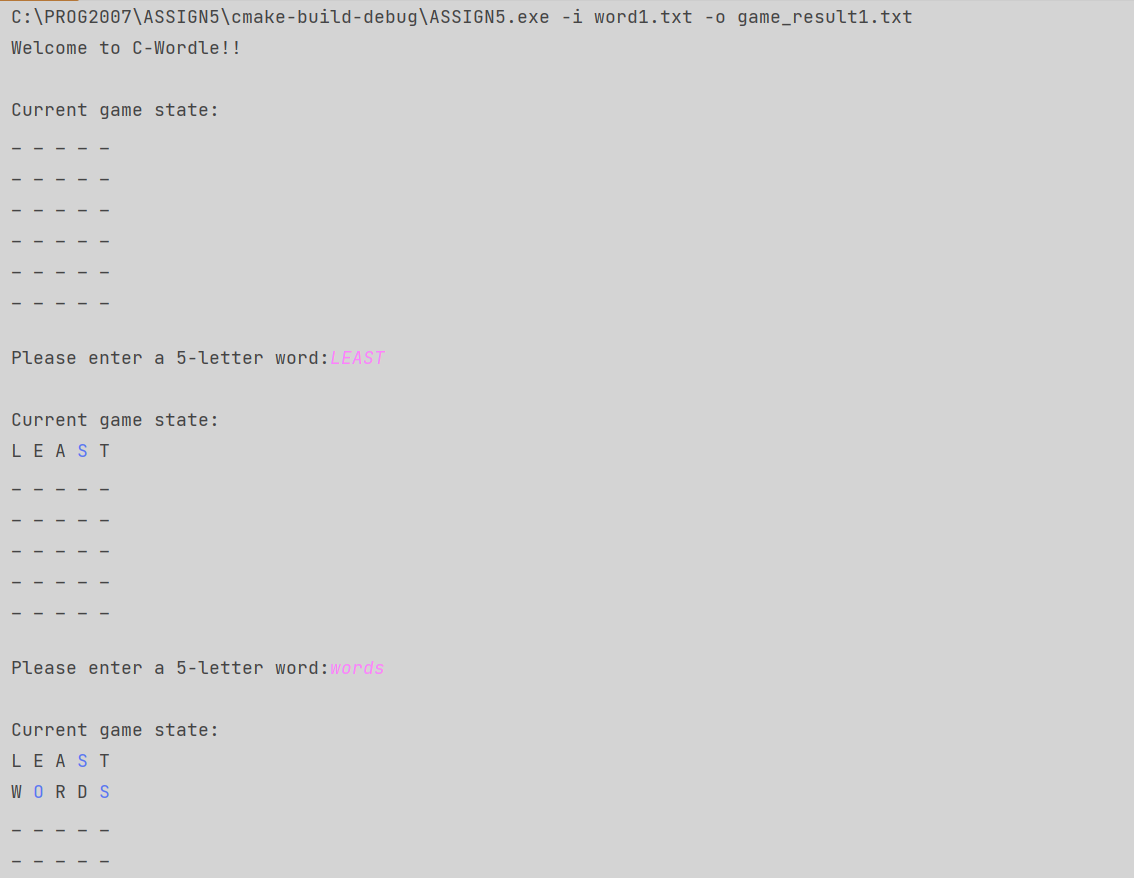 C:\PROG2007\ASSIGN5\cmake-build-debug\ASSIGN5.exe -i word1.txt -o game_result1.txt
Welcome to C-Wordle!!
Current game state:
_ _ _ _ _
_ _ _ _ _
_ _ _ _ _
_ _ _ _ _
_ _ _ _ _
_ _ _ _ _
Please enter a 5-letter word:LEAST
Current game state:
L E A S T
_ _ _ _ _
_ _ _ _ _
_ _ _ _ _
_ _ _ _ _
_ _ _ _ _
Please enter a 5-letter word:words
Current game state:
L E A S T
W O R D S
_ _ _ _ _
_ _ _ _ _